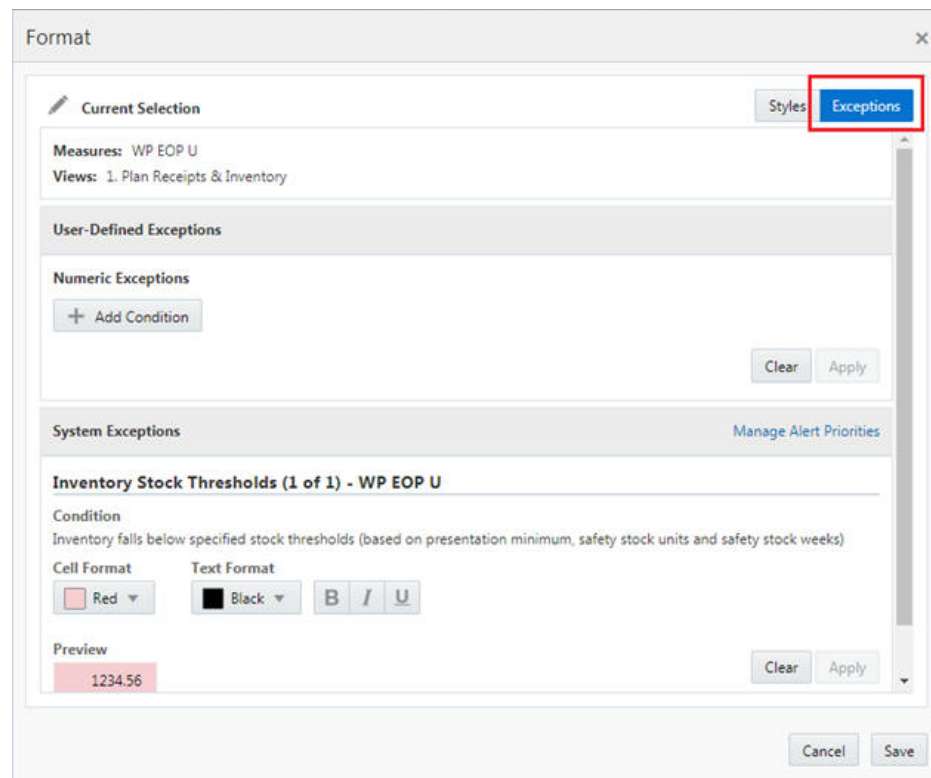 Format
Current Selection
Styles Exceptions
Measures: WP EOP U
Views: 1. Plan Receipts & Inventory
User-Defined Exceptions
Numeric Exceptions
+ Add Condition
Clear Apply
System Exceptions Manage Alert Priorities
Inventory Stock Thresholds (1 of 1) - WP EOP U
Condition
Inventory falls below specified stock thresholds (based on presentation minimum, safety stock units and safety stock weeks)
Cell Format Text Format
Red Black B I U
Preview
Clear Apply
1234.56
Cancel Save